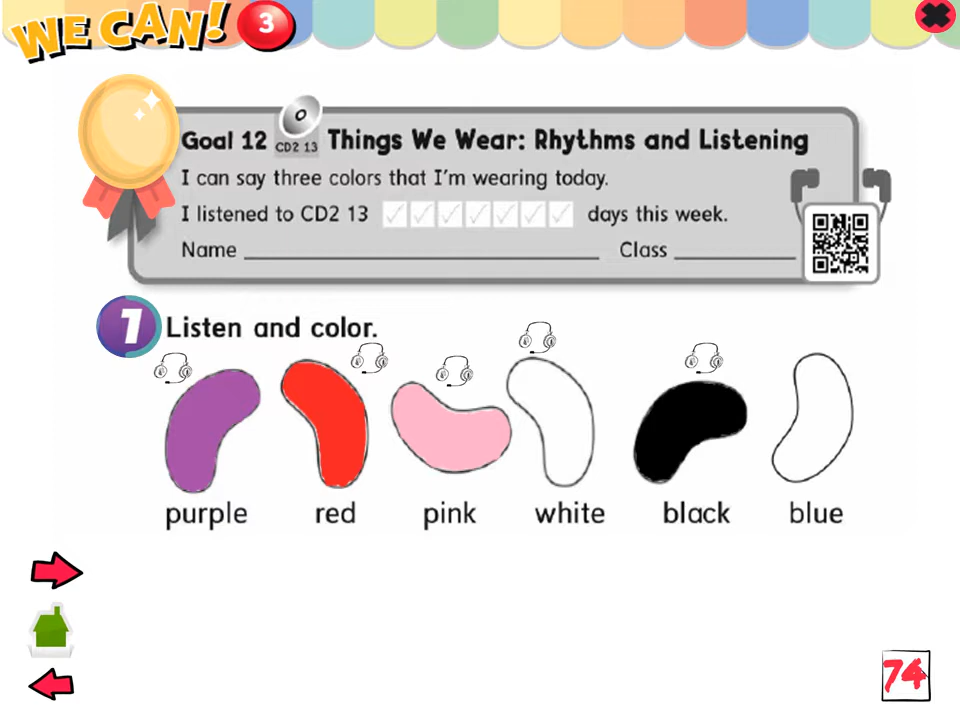 WE CAN! 3
Goal 12 CD2 13 Things We Wear: Rhythms and Listening
I can say three colors that I'm wearing today.
I listened to CD2 13 ✓ ✓ ✓ ✓ ✓ ✓ ✓ days this week.
Name Class
1 Listen and color.
purple red pink white black blue
74